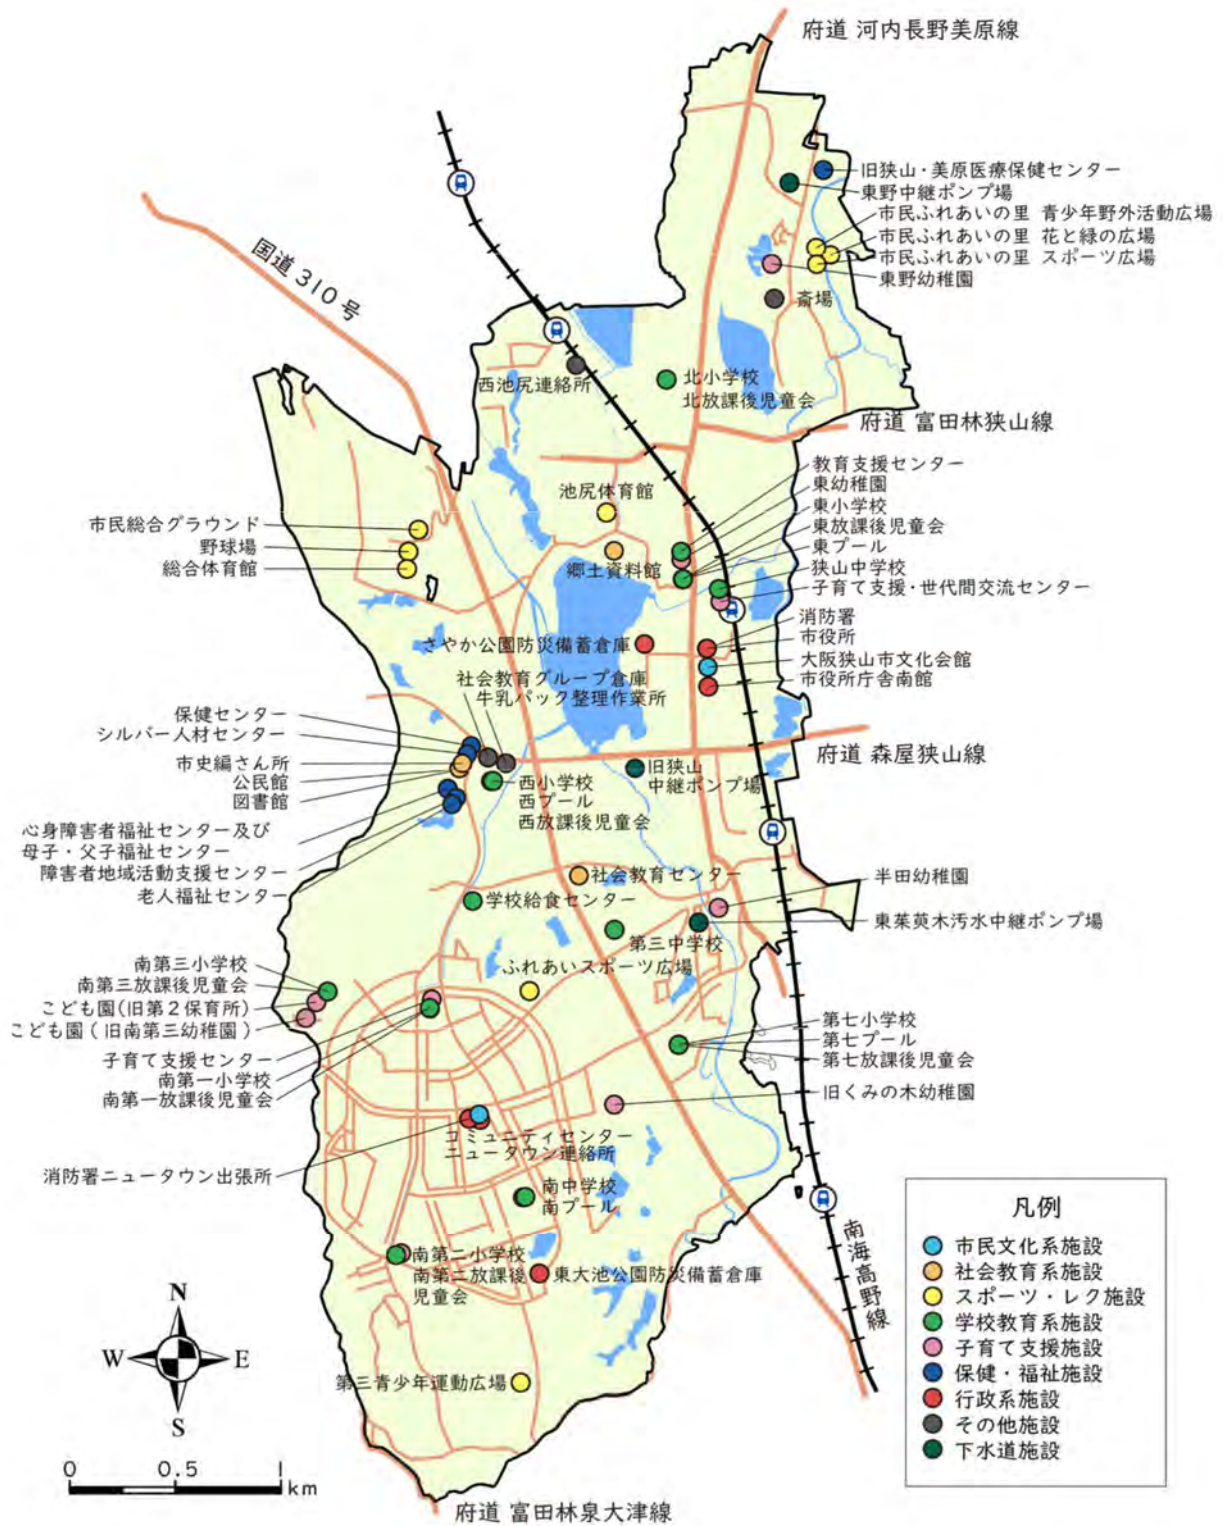 府道 河内長野美原線
国道310号
旧狭山・美原医療保健センター
東野中継ポンプ場
市民ふれあいの里 青少年野外活動広場
市民ふれあいの里 花と緑の広場
市民ふれあいの里 スポーツ広場
東野幼稚園
斎場
西池尻連絡所
北小学校
北放課後児童会
府道 富田林狭山線
教育支援センター
東幼稚園
東小学校
東放課後児童会
東プール
狭山中学校
子育て支援・世代間交流センター
池尻体育館
郷土資料館
市民総合グラウンド
野球場
総合体育館
消防署
市役所
大阪狭山市文化会館
市役所庁舎南館
さやか公園防災備蓄倉庫
社会教育グループ倉庫
牛乳パック整理作業所
保健センター
シルバー人材センター
市史編さん所
公民館
図書館
心身障害者福祉センター及び
母子・父子福祉センター
障害者地域活動支援センター
老人福祉センター
西小学校
西プール
西放課後児童会
旧狭山
中継ポンプ場
府道 森屋狭山線
社会教育センター
学校給食センター
半田幼稚園
東茱萸木汚水中継ポンプ場
第三中学校
ふれあいスポーツ広場
南第三小学校
南第三放課後児童会
こども園(旧第2保育所)
こども園(旧南第三幼稚園)
子育て支援センター
南第一小学校
南第一放課後児童会
第七小学校
第七プール
第七放課後児童会
旧くみの木幼稚園
コミュニティセンター
ニュータウン連絡所
消防署ニュータウン出張所
南中学校
南プール
南第二小学校
南第二放課後
児童会
東大池公園防災備蓄倉庫
第三青少年運動広場
南海高野線
府道 富田林泉大津線
凡例
市民文化系施設
社会教育系施設
スポーツ・レク施設
学校教育系施設
子育て支援施設
保健・福祉施設
行政系施設
その他施設
下水道施設
N
W
E
S
0 0.5 1
km